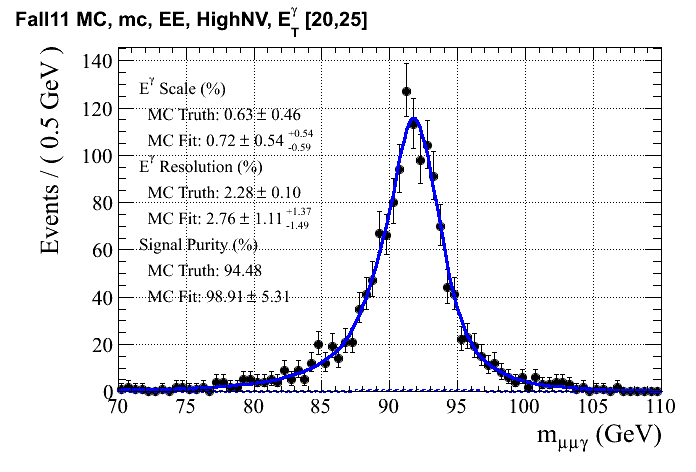 Fall11 MC, mc, EE, HighNV, E_T^γ [20,25]
Events / ( 0.5 GeV )
140
120
100
80
60
40
20
0
E^γ Scale (%)
MC Truth: 0.63 ± 0.46
MC Fit: 0.72 ± 0.54 +0.54 -0.59
E^γ Resolution (%)
MC Truth: 2.28 ± 0.10
MC Fit: 2.76 ± 1.11 +1.37 -1.49
Signal Purity (%)
MC Truth: 94.48
MC Fit: 98.91 ± 5.31
70 75 80 85 90 95 100 105 110
m_μμγ (GeV)